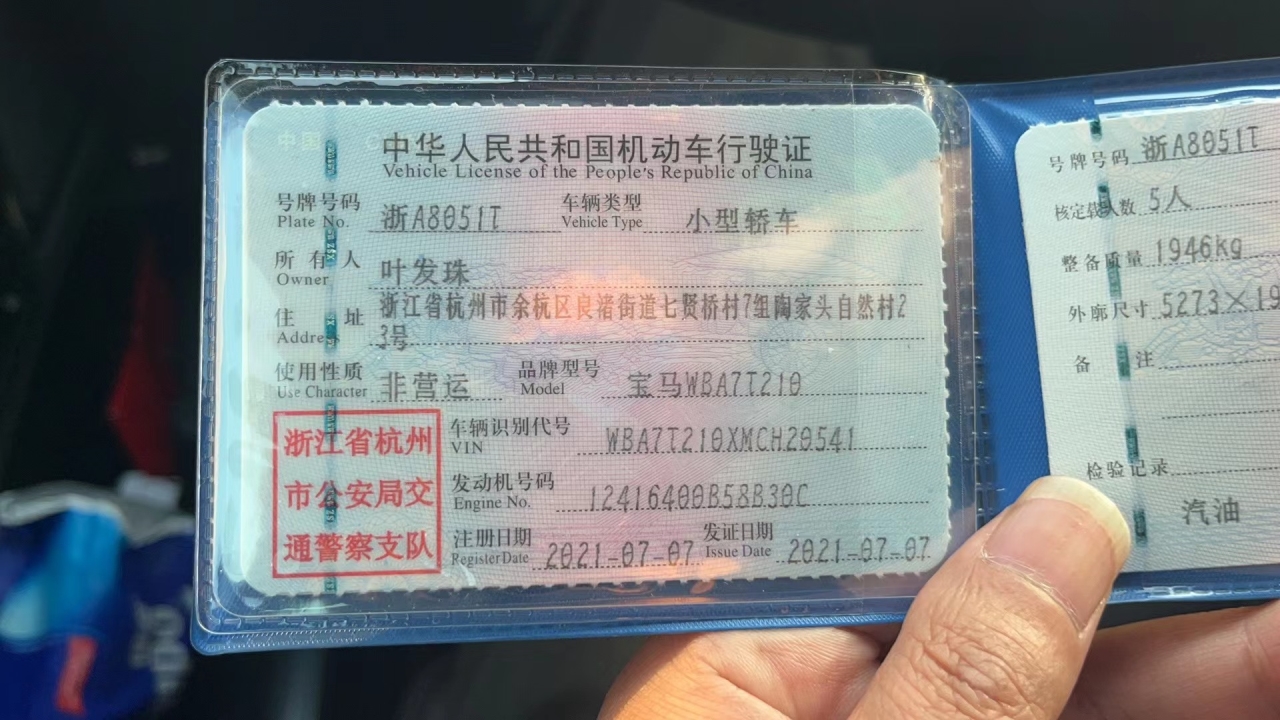 中华人民共和国机动车行驶证
Vehicle License of the People's Republic of China
号牌号码 浙A8051T 车辆类型 小型轿车
Plate No. Vehicle Type
所有人 叶发珠
Owner
住址 浙江省杭州市余杭区良渚街道七贤桥村7组陶家头自然村2
Address 3号
使用性质 非营运 品牌型号 宝马WBA7T210
Use Character Model
浙江省杭州
市公安局交
通警察支队
车辆识别代号 WBA7T210XMCH20541
VIN
发动机号码 12416400B58B30C
Engine No.
注册日期 2021-07-07 发证日期 2021-07-07
Register Date Issue Date
号牌号码 浙A8051T
核定载人数 5人
整备质量 1946kg
外廓尺寸 5273×19
备注
检验记录
汽油